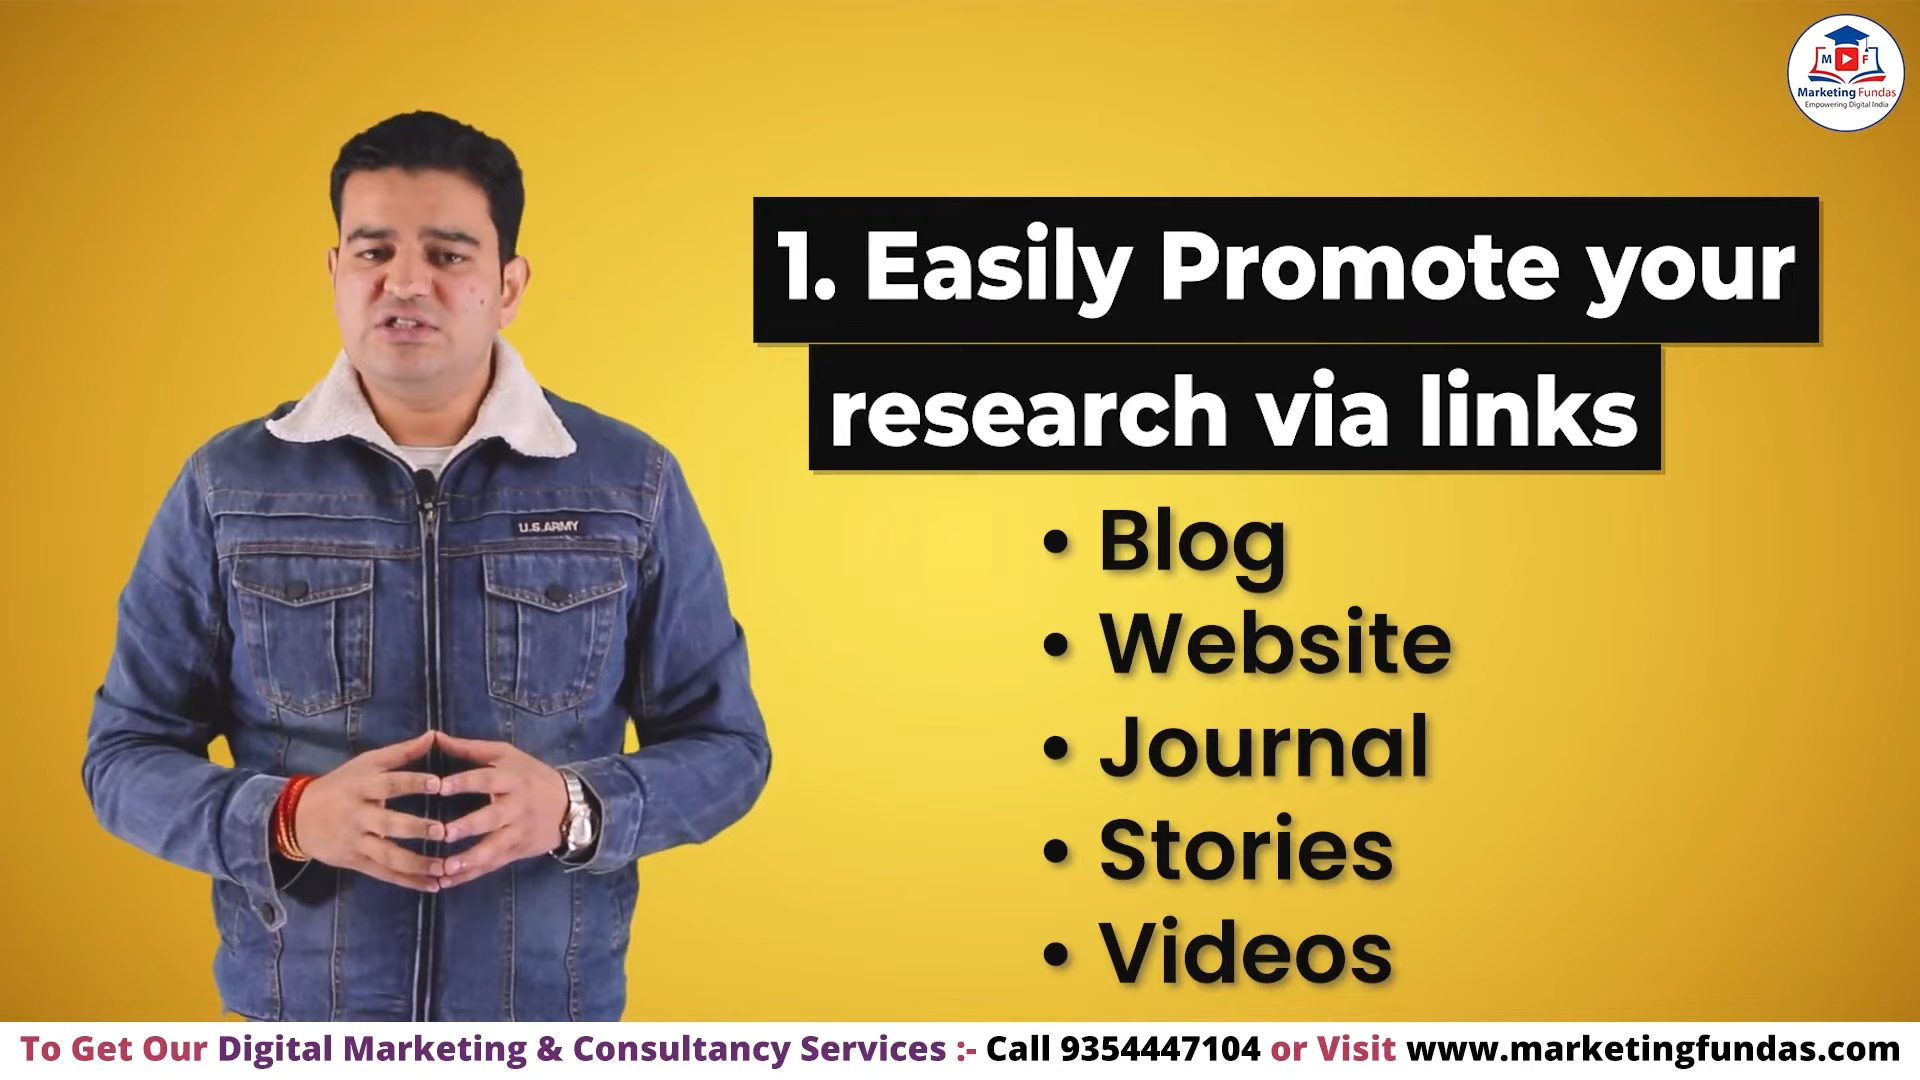 M F
Marketing Fundas
Empowering Digital India
1. Easily Promote your
research via links
• Blog
• Website
• Journal
• Stories
• Videos
U.S.ARMY
To Get Our Digital Marketing & Consultancy Services :- Call 9354447104 or Visit www.marketingfundas.com